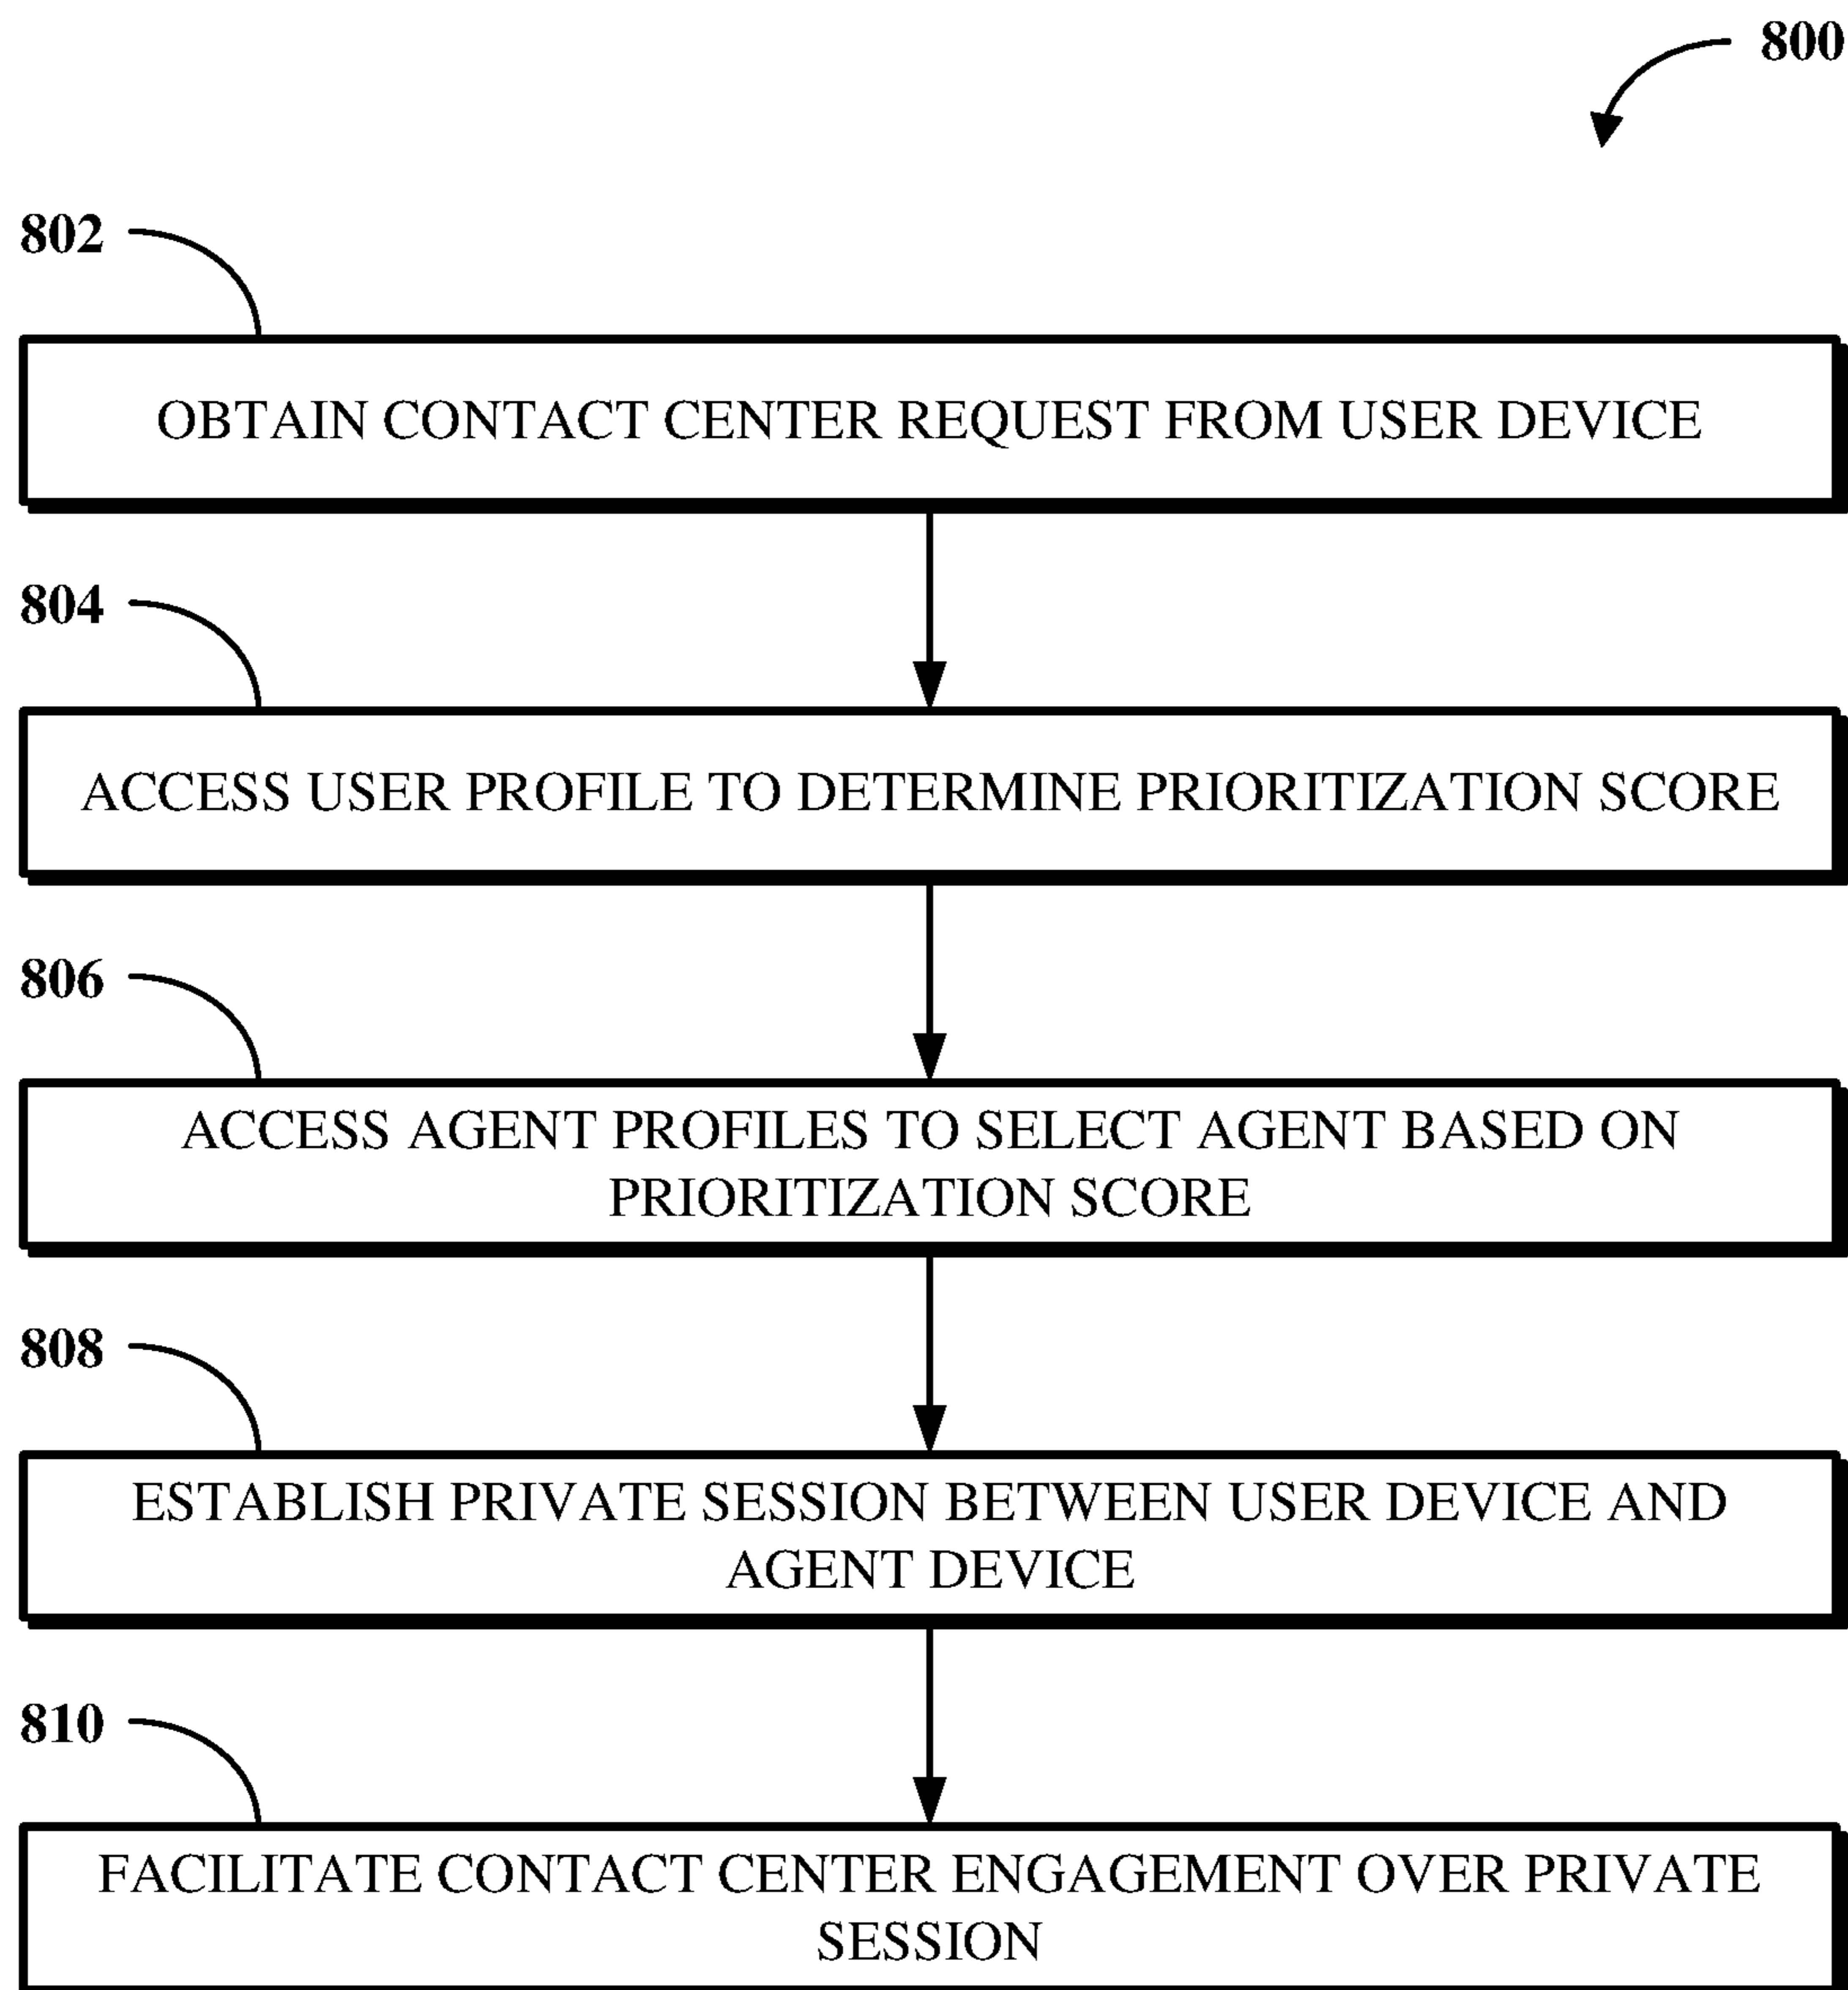 800
802
OBTAIN CONTACT CENTER REQUEST FROM USER DEVICE
804
ACCESS USER PROFILE TO DETERMINE PRIORITIZATION SCORE
806
ACCESS AGENT PROFILES TO SELECT AGENT BASED ON
PRIORITIZATION SCORE
808
ESTABLISH PRIVATE SESSION BETWEEN USER DEVICE AND
AGENT DEVICE
810
FACILITATE CONTACT CENTER ENGAGEMENT OVER PRIVATE
SESSION